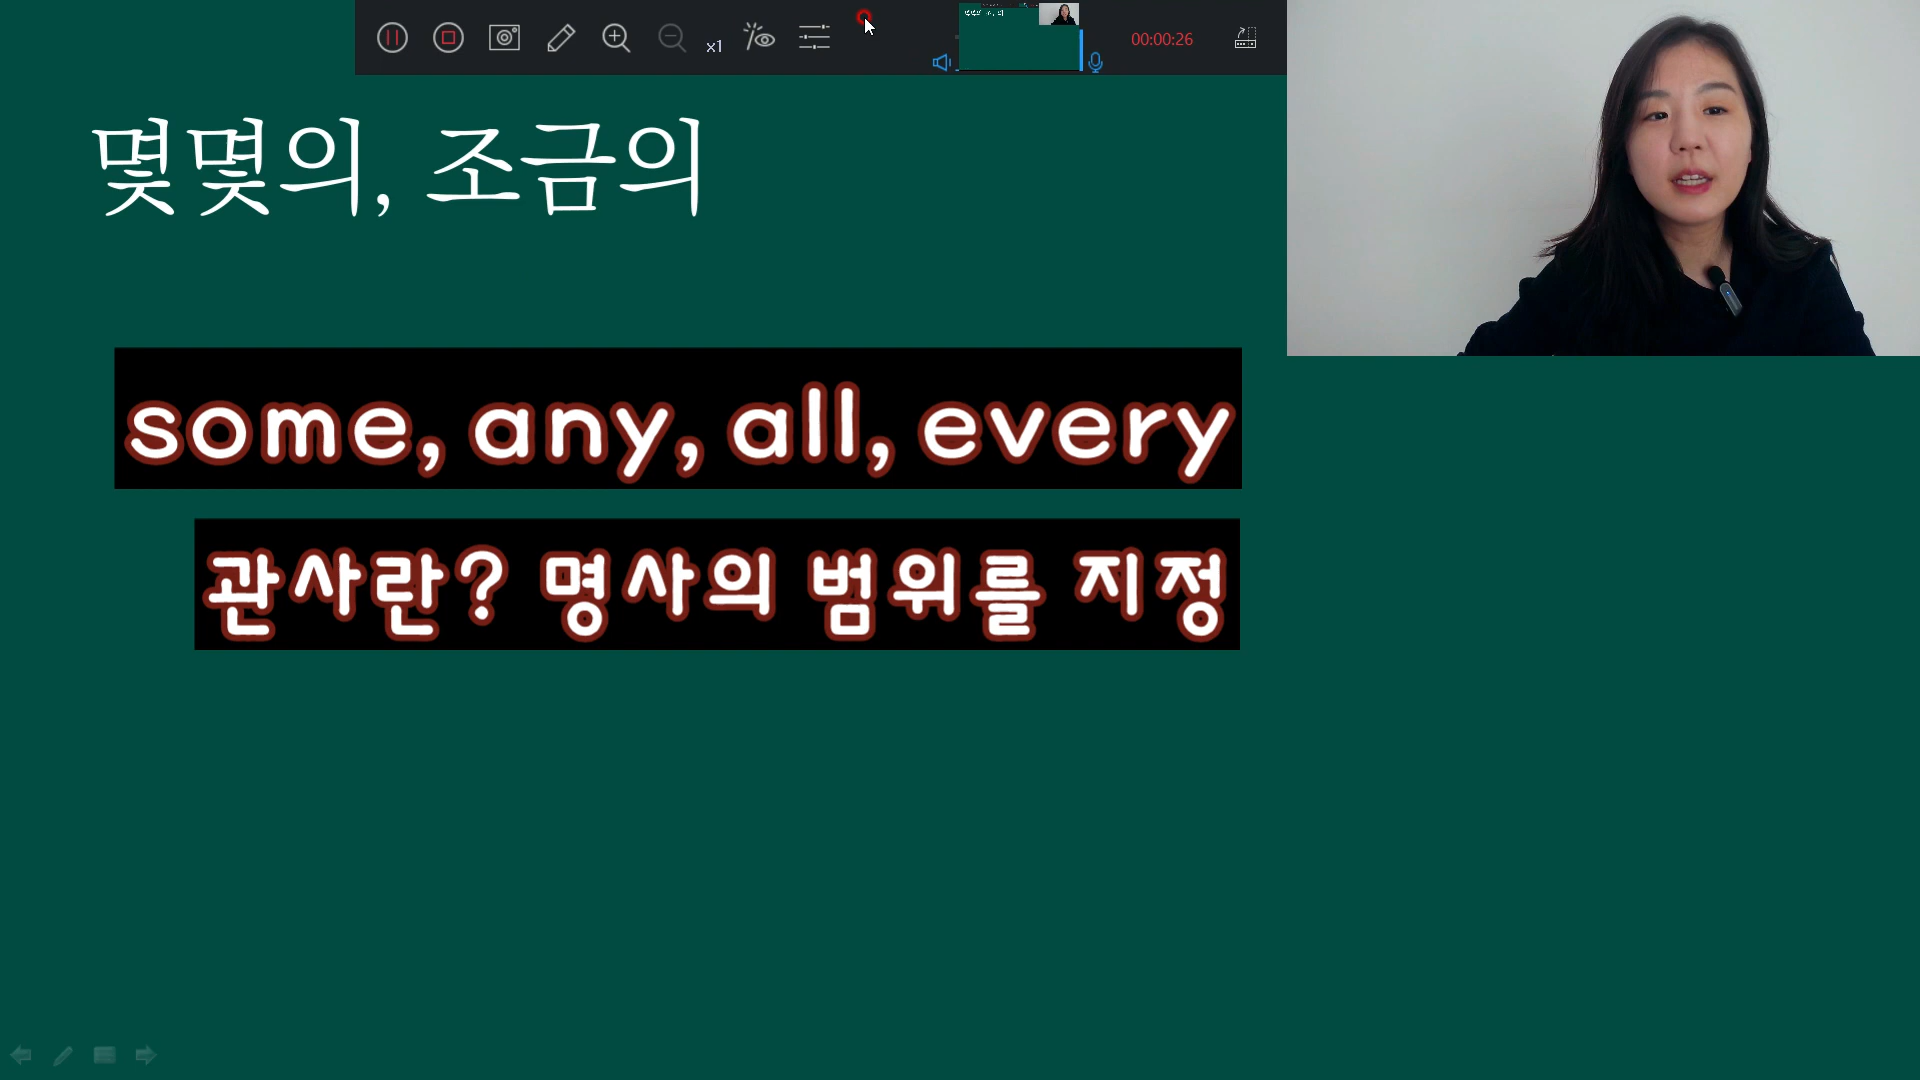 x1
00:00:26
몇몇의, 조금의
some, any, all, every
관사란? 명사의 범위를 지정